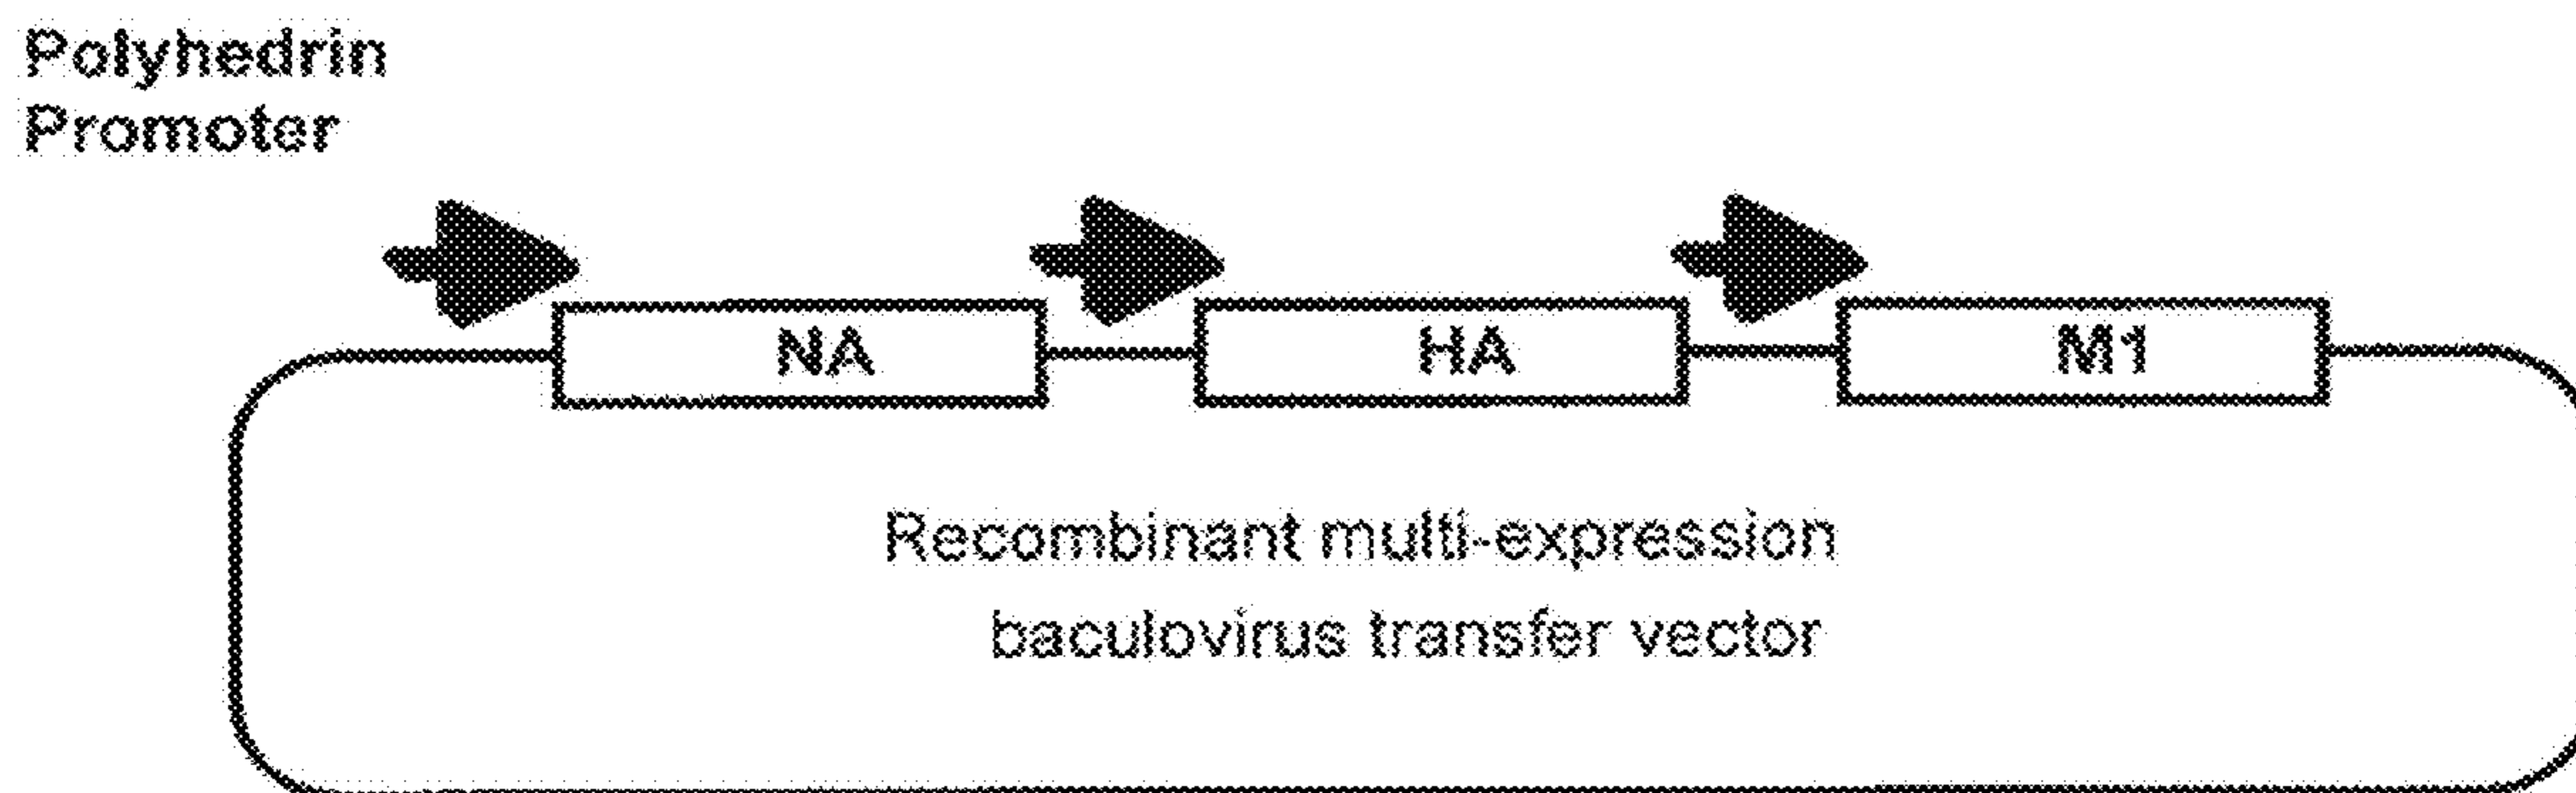 Polyhedrin
Promoter
NA
HA
M1
Recombinant multi-expression
baculovirus transfer vector